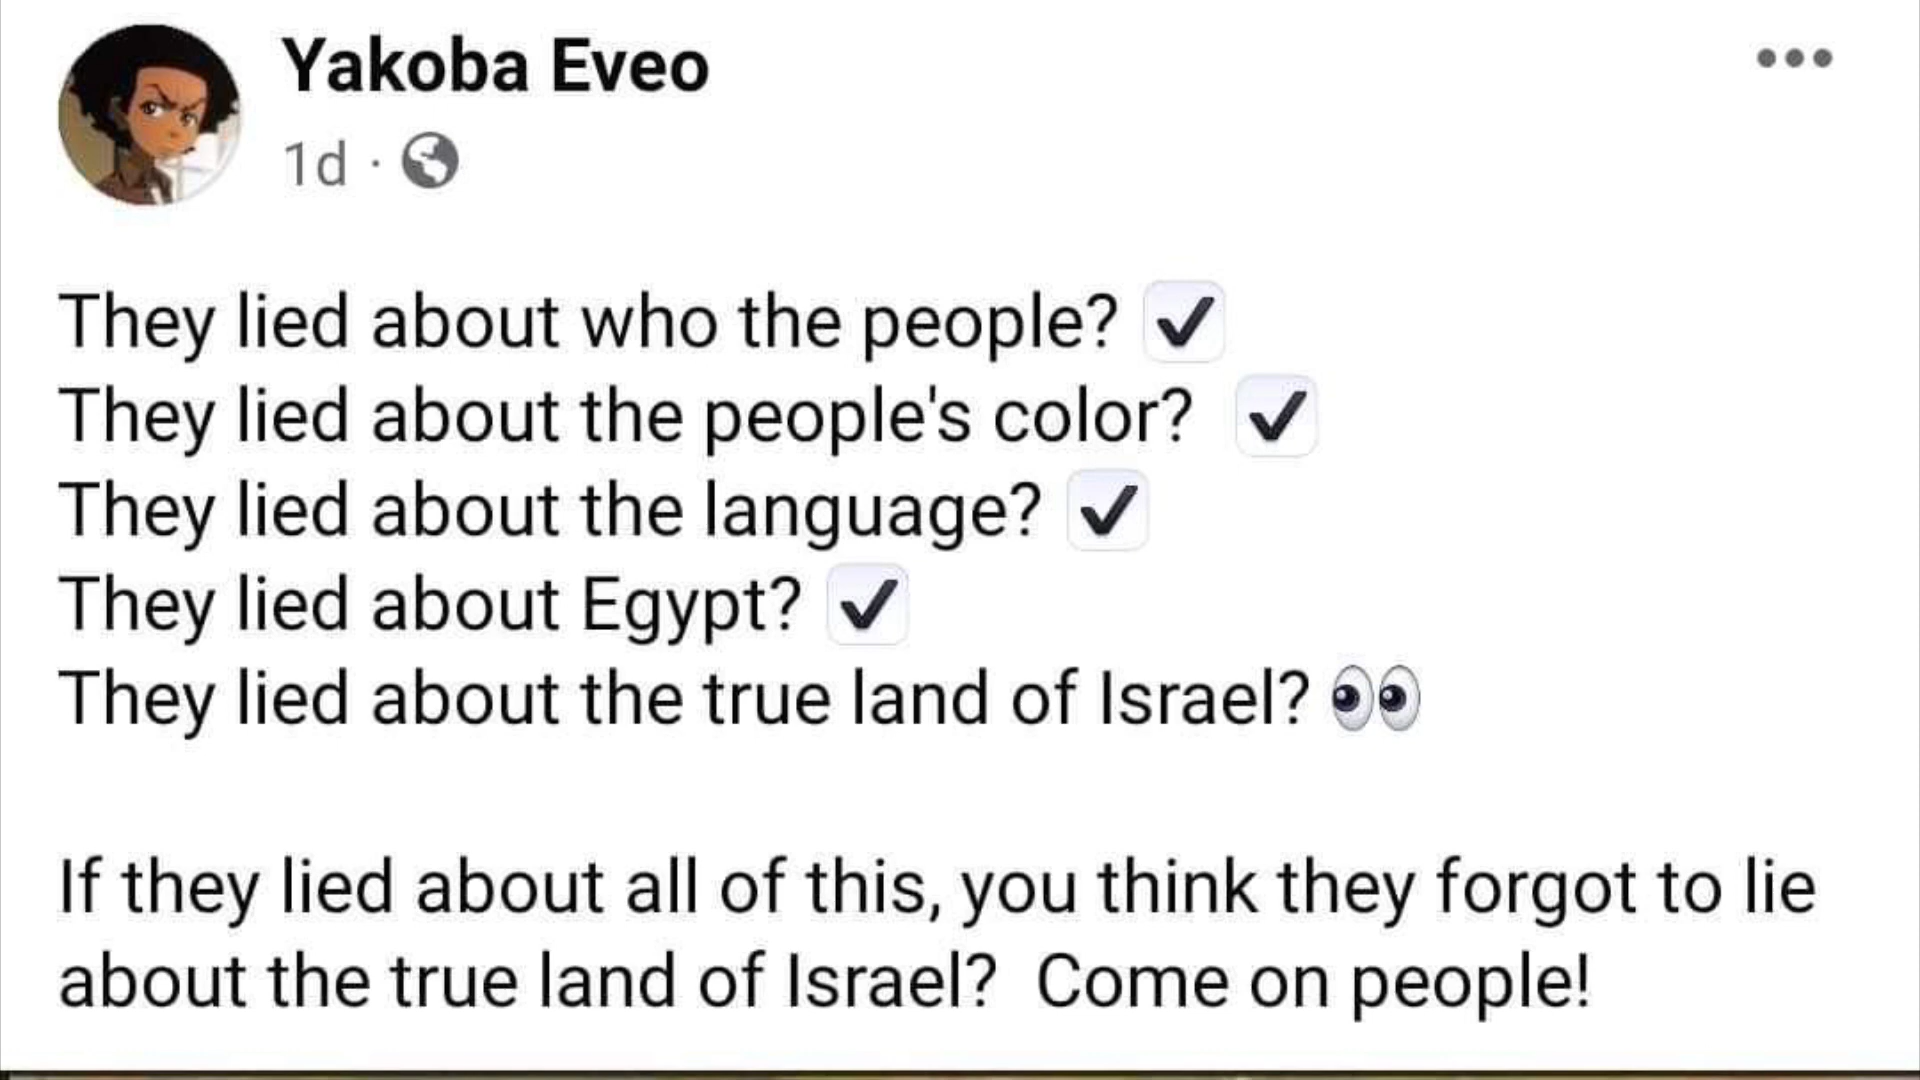 Yakoba Eveo
1d ·
They lied about who the people? ✔
They lied about the people's color? ✔
They lied about the language? ✔
They lied about Egypt? ✔
They lied about the true land of Israel? 👀
If they lied about all of this, you think they forgot to lie
about the true land of Israel?  Come on people!